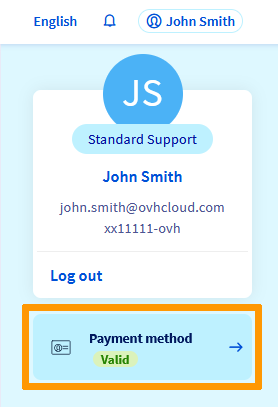 English
John Smith
JS
Standard Support
John Smith
john.smith@ovhcloud.com
xx11111-ovh
Log out
Payment method
Valid